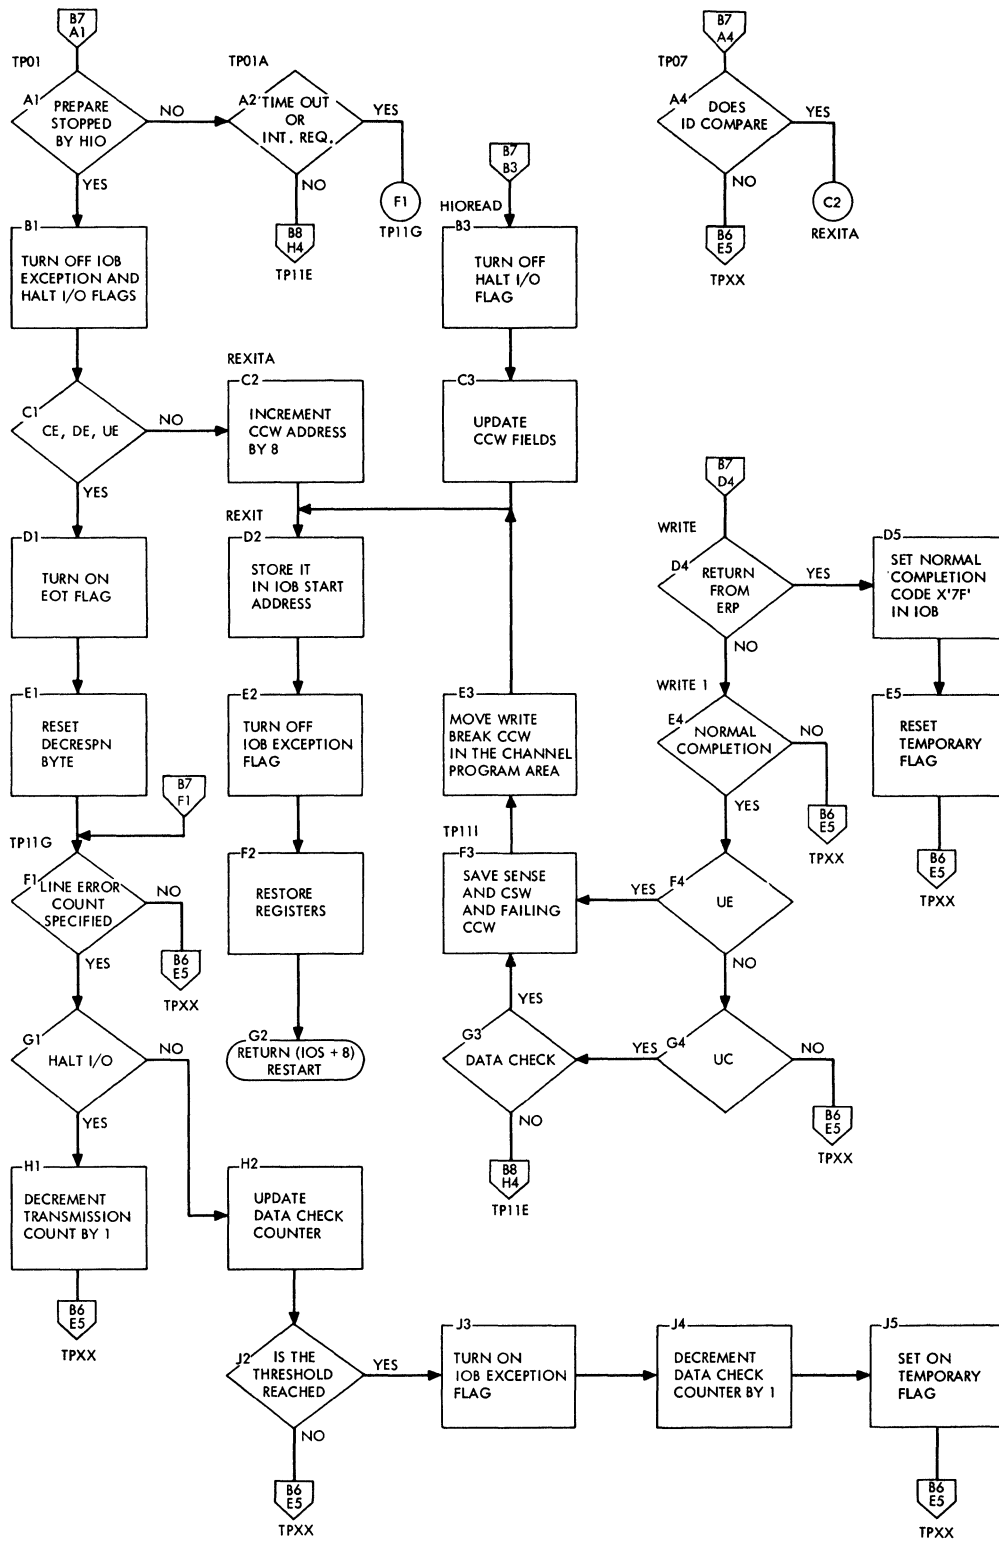 B7
A1
TP01
A1
PREPARE
STOPPED
BY HIO
NO
YES
TP01A
A2
TIME OUT
OR
INT. REQ.
YES
NO
F1
TP11G
B8
H4
TP11E
B7
B3
HIOREAD
B3
TURN OFF
HALT I/O
FLAG
B7
A4
TP07
A4
DOES
ID COMPARE
YES
NO
C2
REXITA
B6
E5
TPXX
B1
TURN OFF IOB
EXCEPTION AND
HALT I/O FLAGS
C1
CE, DE, UE
NO
YES
REXITA
C2
INCREMENT
CCW ADDRESS
BY 8
C3
UPDATE
CCW FIELDS
D1
TURN ON
EOT FLAG
REXIT
D2
STORE IT
IN IOB START
ADDRESS
B7
D4
WRITE
D4
RETURN
FROM
ERP
YES
NO
D5
SET NORMAL
COMPLETION
CODE X'7F'
IN IOB
E1
RESET
DECRESPN
BYTE
E2
TURN OFF
IOB EXCEPTION
FLAG
E3
MOVE WRITE
BREAK CCW
IN THE CHANNEL
PROGRAM AREA
WRITE 1
E4
NORMAL
COMPLETION
NO
YES
B6
E5
TPXX
E5
RESET
TEMPORARY
FLAG
B6
E5
TPXX
B7
F1
TP11G
F1
LINE ERROR
COUNT
SPECIFIED
NO
YES
B6
E5
TPXX
F2
RESTORE
REGISTERS
TP11I
F3
SAVE SENSE
AND CSW
AND FAILING
CCW
F4
UE
YES
NO
G1
HALT I/O
NO
YES
G2
RETURN (IOS + 8)
RESTART
G3
DATA CHECK
YES
NO
B8
H4
TP11E
G4
UC
YES
NO
B6
E5
TPXX
H1
DECREMENT
TRANSMISSION
COUNT BY 1
B6
E5
TPXX
H2
UPDATE
DATA CHECK
COUNTER
J2
IS THE
THRESHOLD
REACHED
YES
NO
B6
E5
TPXX
J3
TURN ON
IOB EXCEPTION
FLAG
J4
DECREMENT
DATA CHECK
COUNTER BY 1
J5
SET ON
TEMPORARY
FLAG
B6
E5
TPXX